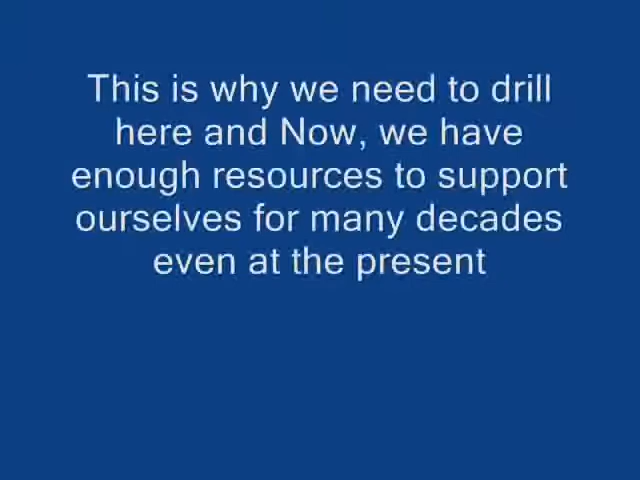 This is why we need to drill
here and Now, we have
enough resources to support
ourselves for many decades
even at the present